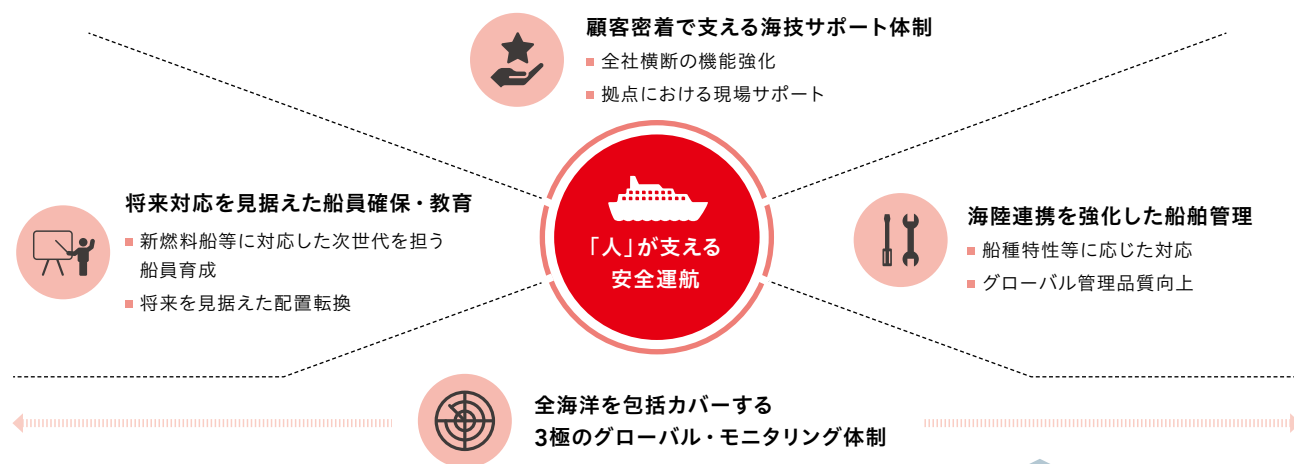 顧客密着で支える海技サポート体制
■ 全社横断の機能強化
■ 拠点における現場サポート
将来対応を見据えた船員確保・教育
■ 新燃料船等に対応した次世代を担う
船員育成
■ 将来を見据えた配置転換
「人」が支える
安全運航
海陸連携を強化した船舶管理
■ 船種特性等に応じた対応
■ グローバル管理品質向上
全海洋を包括カバーする
3極のグローバル・モニタリング体制